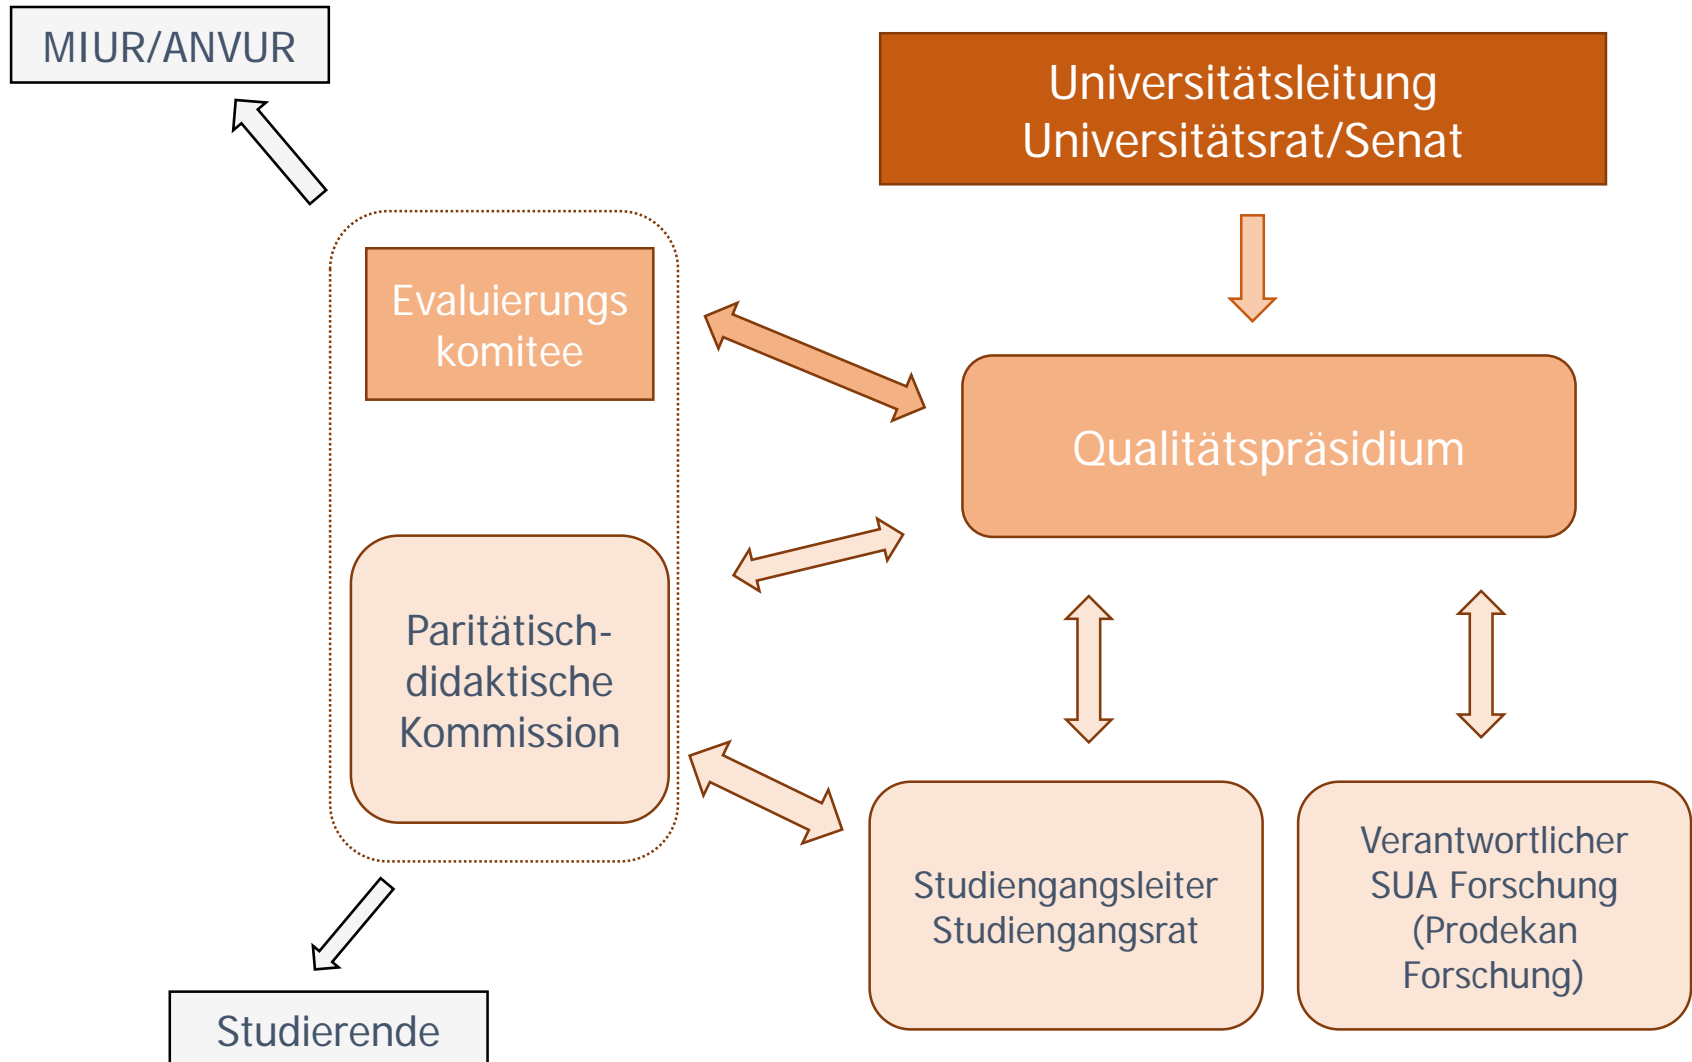 MIUR/ANVUR
Universitätsleitung
Universitätsrat/Senat
Evaluierungs
komitee
Qualitätspräsidium
Paritätisch-
didaktische
Kommission
Studiengangsleiter
Studiengangsrat
Verantwortlicher
SUA Forschung
(Prodekan
Forschung)
Studierende